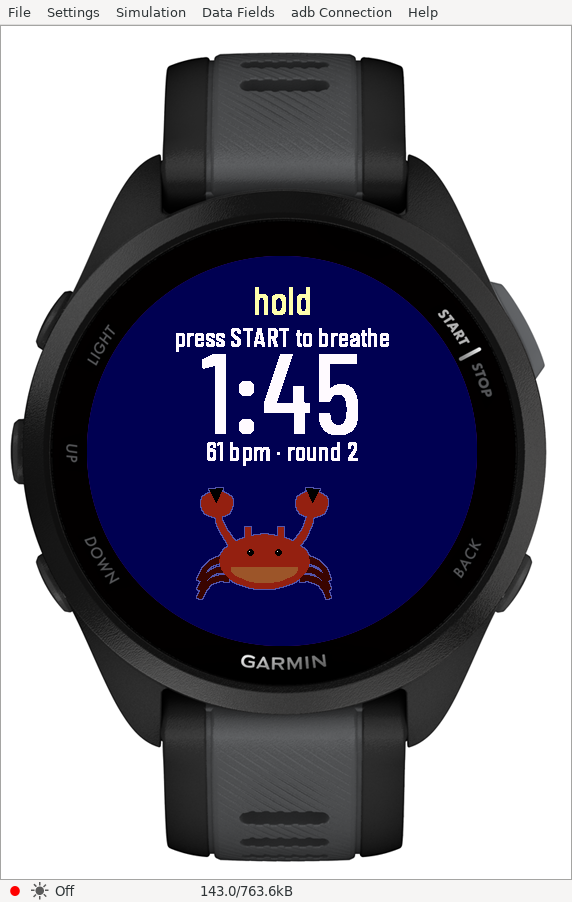 File Settings Simulation Data Fields adb Connection Help
hold
START
press START to breathe
STOP
LIGHT
1:45
UP
61 bpm · round 2
DOWN
BACK
GARMIN
Off 143.0/763.6kB